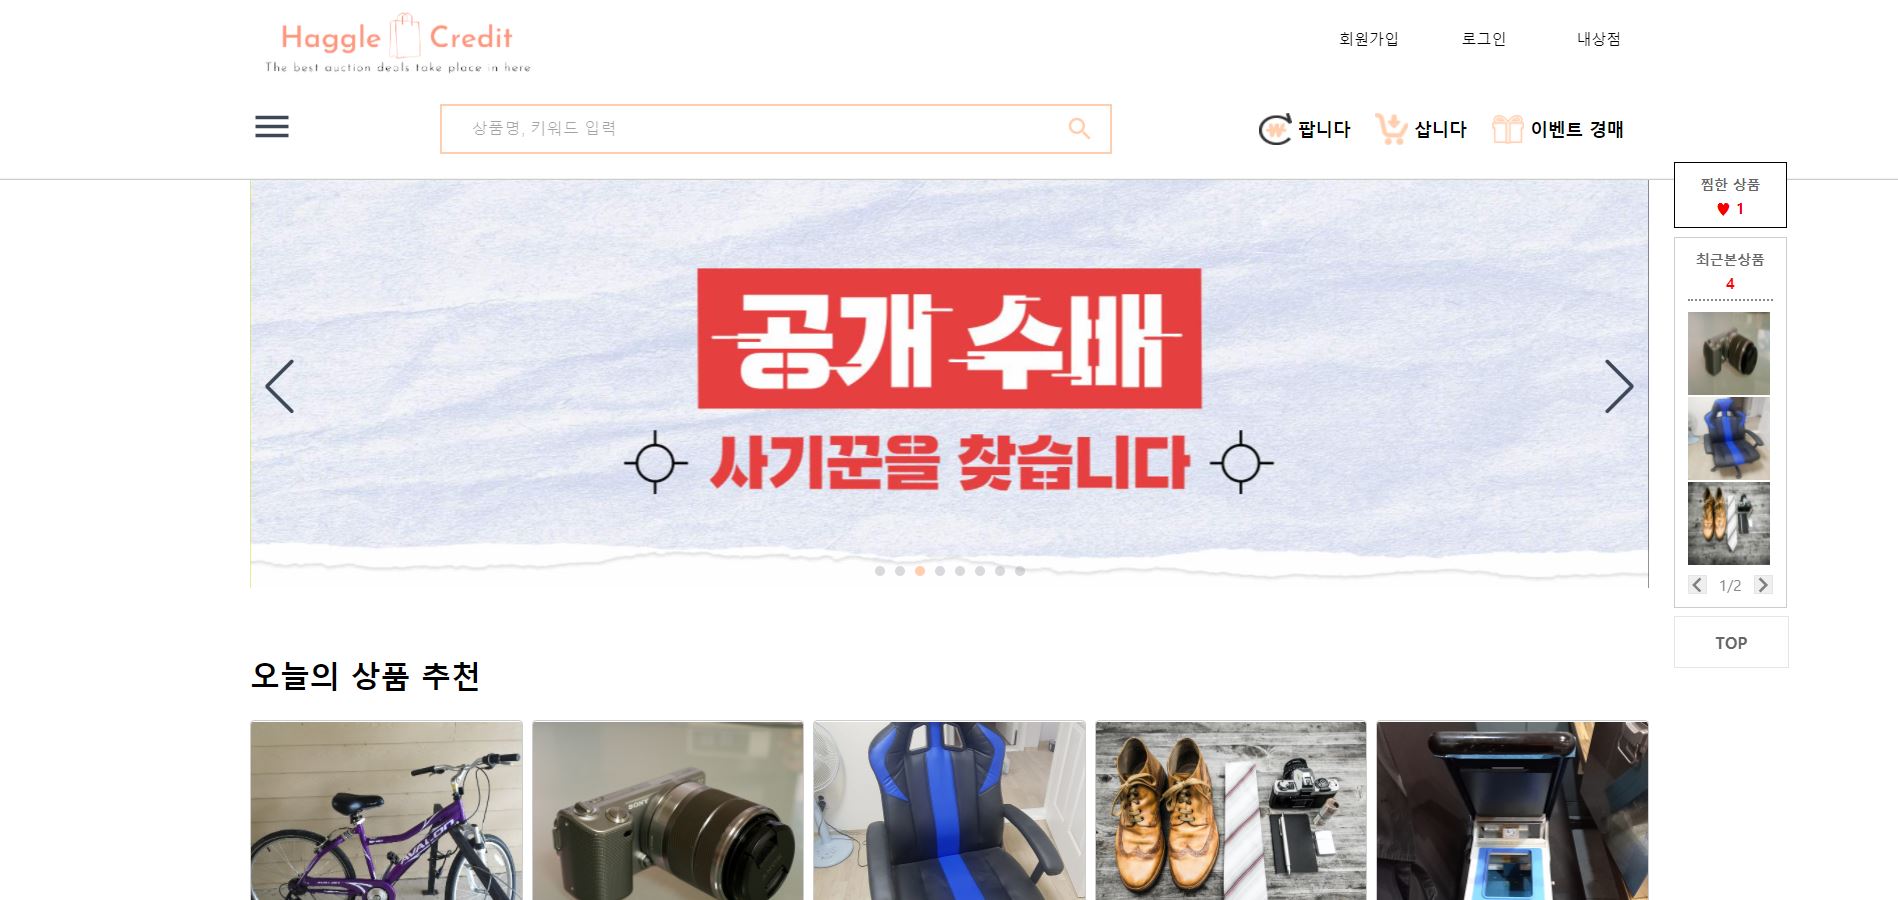 Haggle Credit
The best auction deals take place in here
회원가입
로그인
내상점
상품명, 키워드 입력
팝니다
삽니다
이벤트 경매
찜한 상품
♥ 1
최근본상품
4
공개 수배
사기꾼을 찾습니다
1/2
TOP
오늘의 상품 추천
AVALON
SONY